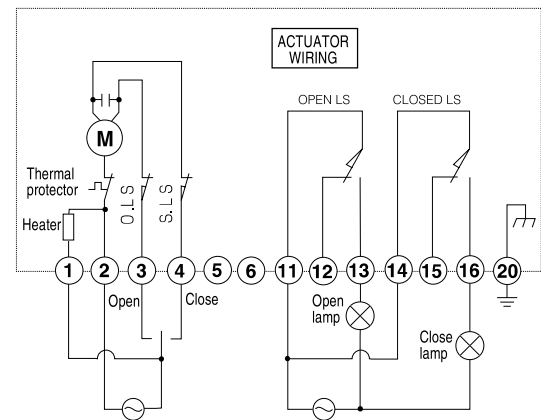 ACTUATOR
WIRING
OPEN LS
CLOSED LS
M
Thermal
protector
O.L.S
S.L.S
Heater
1 2 3 4 5 6 11 12 13 14 15 16 20
Open
Close
Open
lamp
Close
lamp